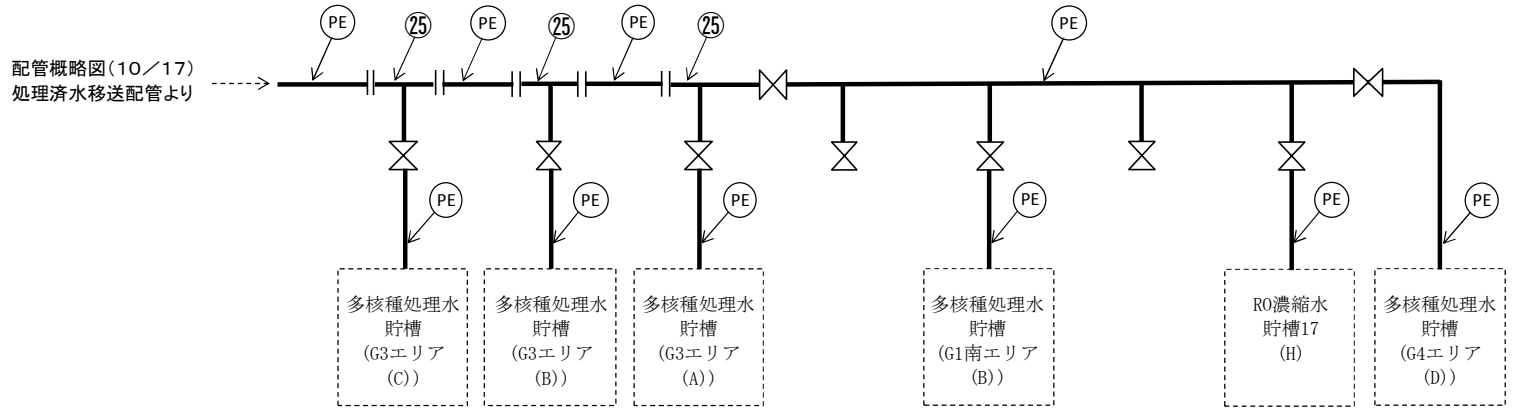 PE
㉕
PE
㉕
PE
㉕
PE
配管概略図(10/17)
処理済水移送配管より
PE
PE
PE
PE
PE
PE
多核種処理水
貯槽
(G3エリア
(C))
多核種処理水
貯槽
(G3エリア
(B))
多核種処理水
貯槽
(G3エリア
(A))
多核種処理水
貯槽
(G1南エリア
(B))
RO濃縮水
貯槽17
(H)
多核種処理水
貯槽
(G4エリア
(D))